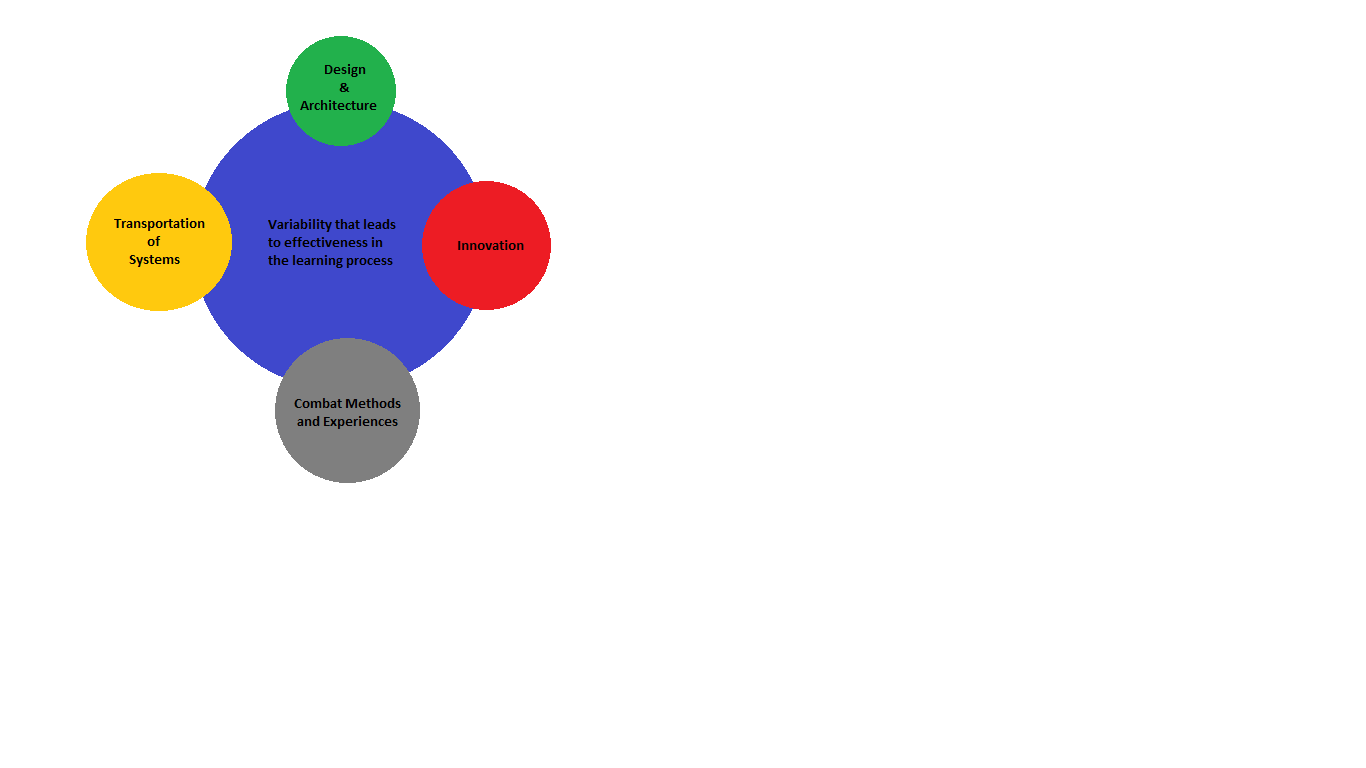 Design
&
Architecture
Transportation
of
Systems
Variability that leads
to effectiveness in
the learning process
Innovation
Combat Methods
and Experiences